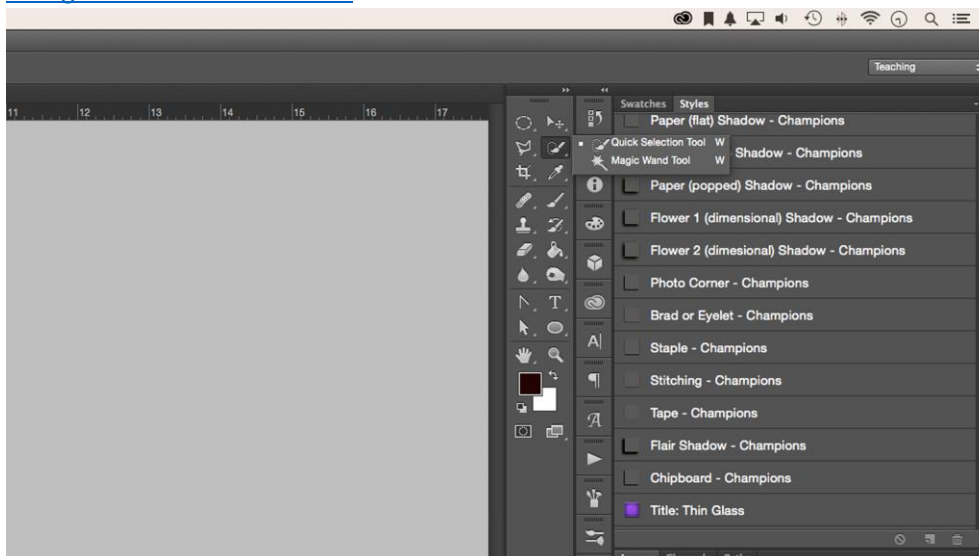 Teaching
11 12 13 14 15 16 17
Swatches Styles
Paper (flat) Shadow - Champions
Quick Selection Tool W
Shadow - Champions
Magic Wand Tool W
Paper (popped) Shadow - Champions
Flower 1 (dimensional) Shadow - Champions
Flower 2 (dimesional) Shadow - Champions
Photo Corner - Champions
Brad or Eyelet - Champions
Staple - Champions
Stitching - Champions
Tape - Champions
Flair Shadow - Champions
Chipboard - Champions
Title: Thin Glass